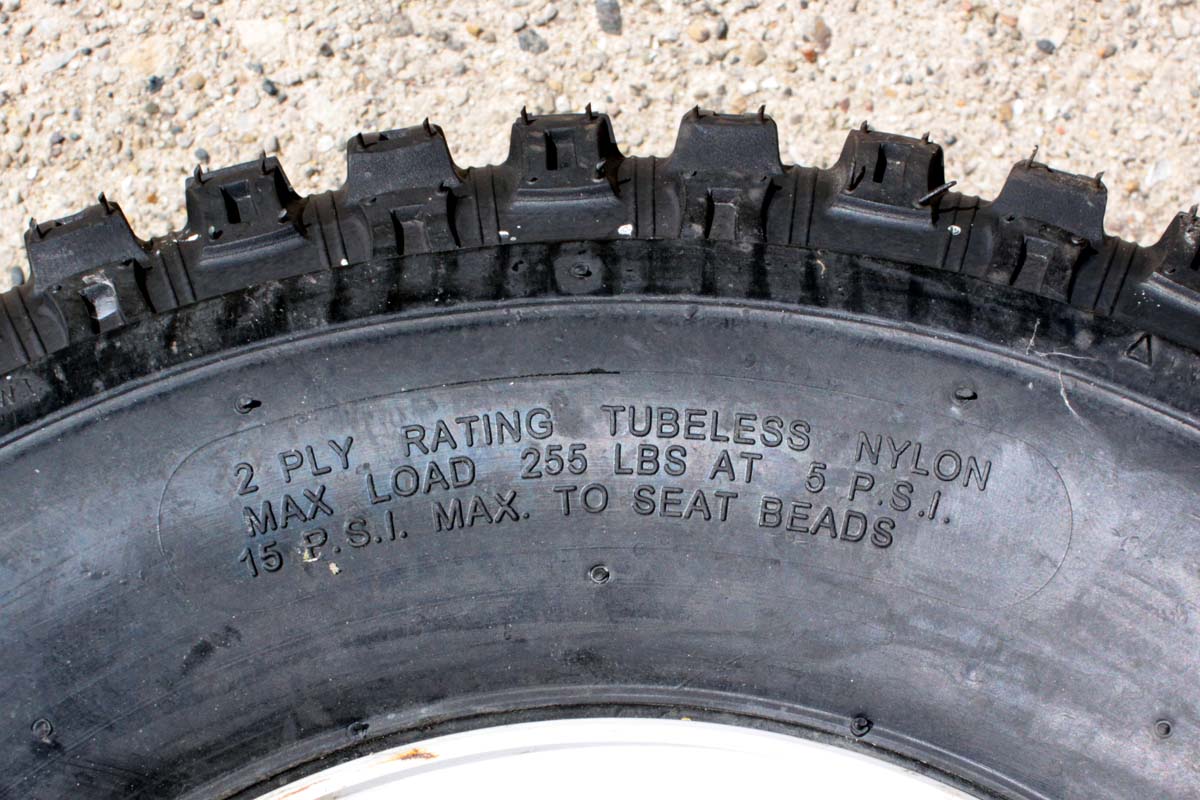 2 PLY RATING TUBELESS NYLON
MAX LOAD 255 LBS AT 5 P.S.I.
15 P.S.I. MAX. TO SEAT BEADS